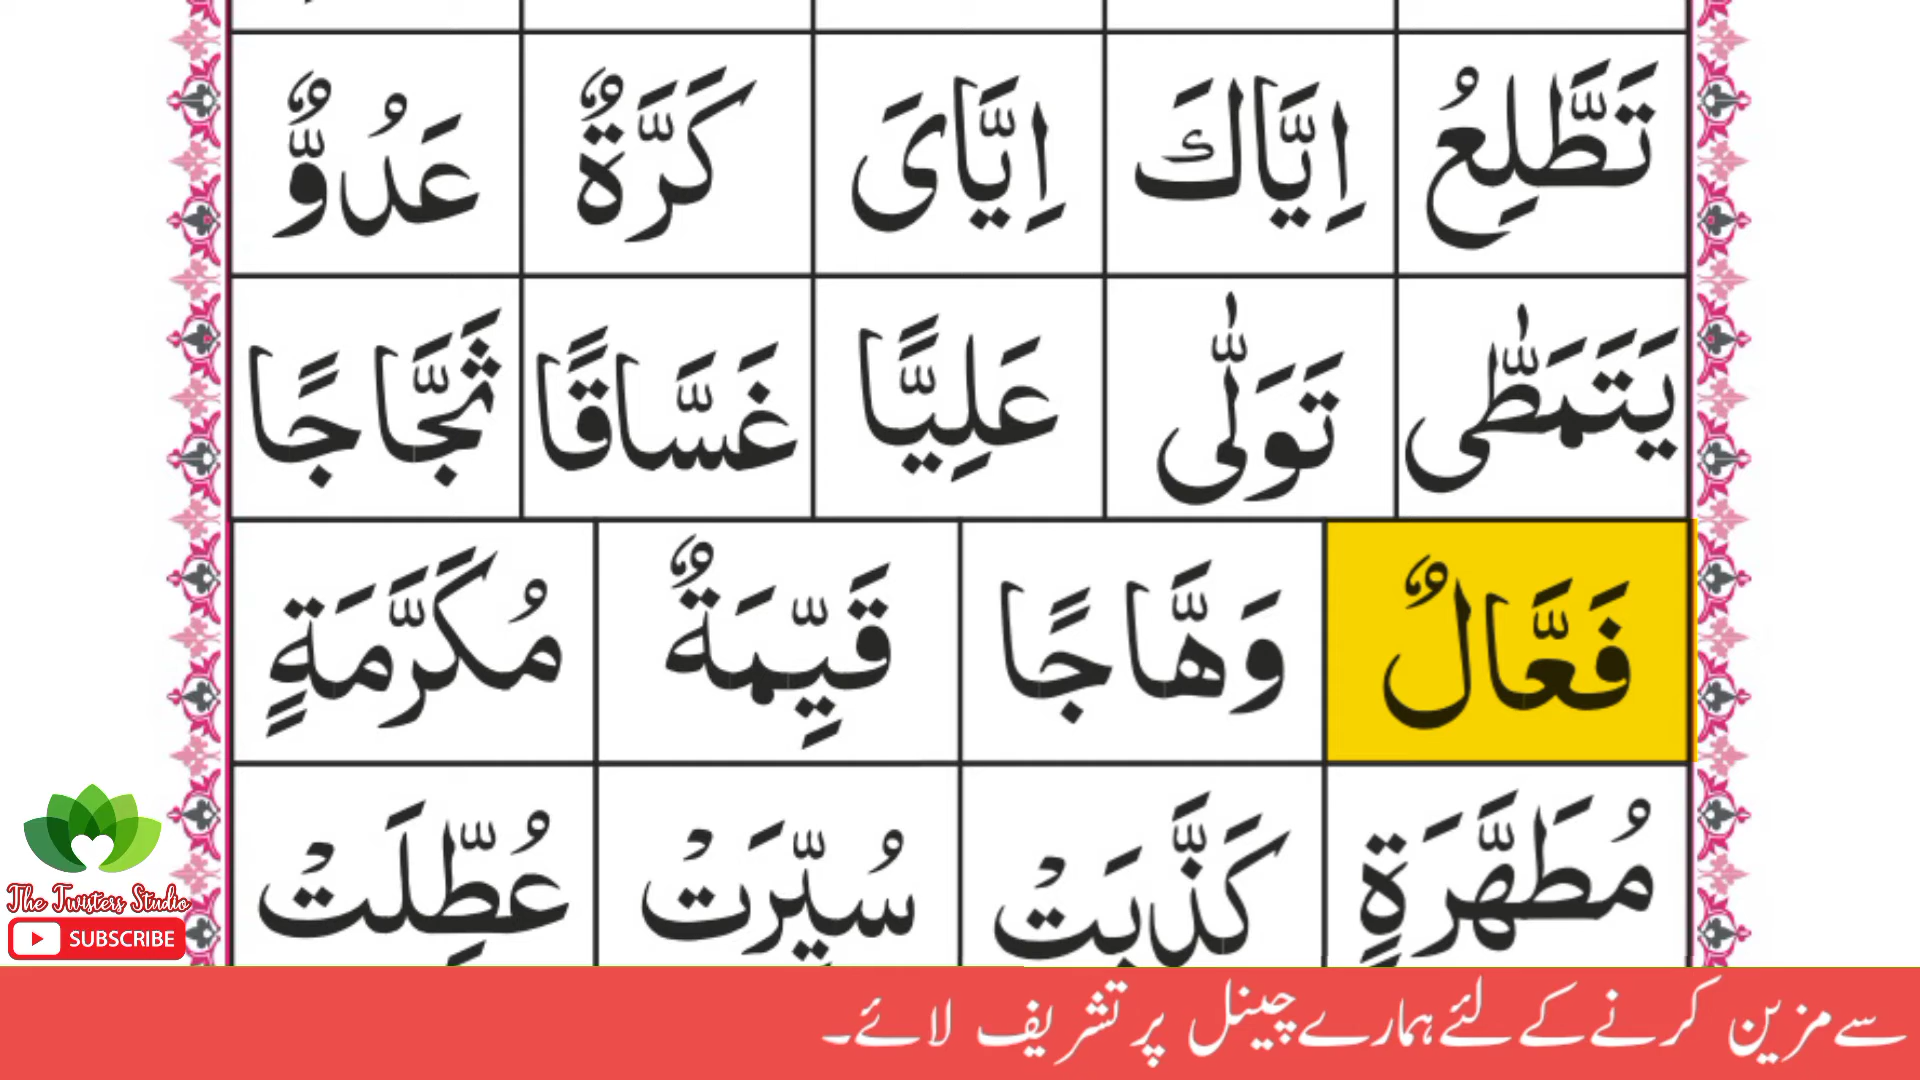 تَطَّلِعُ اِيَّاكَ اِيَّاىَ كَرَّةٌ عَدُوٌّ
يَتَمَطّٰى تَوَلّٰى عَلِيًّا غَسَّاقًا ثَجَّاجًا
فَعَّالٌ وَهَّاجًا قَيِّمَةٌ مُكَرَّمَةٍ
مُطَهَّرَةٍ كَذَّبَتْ سُيِّرَتْ عُطِّلَتْ
The Twisters Studio
SUBSCRIBE
سے مزین کرنے کے لئے ہمارے چینل پر تشریف لائے۔